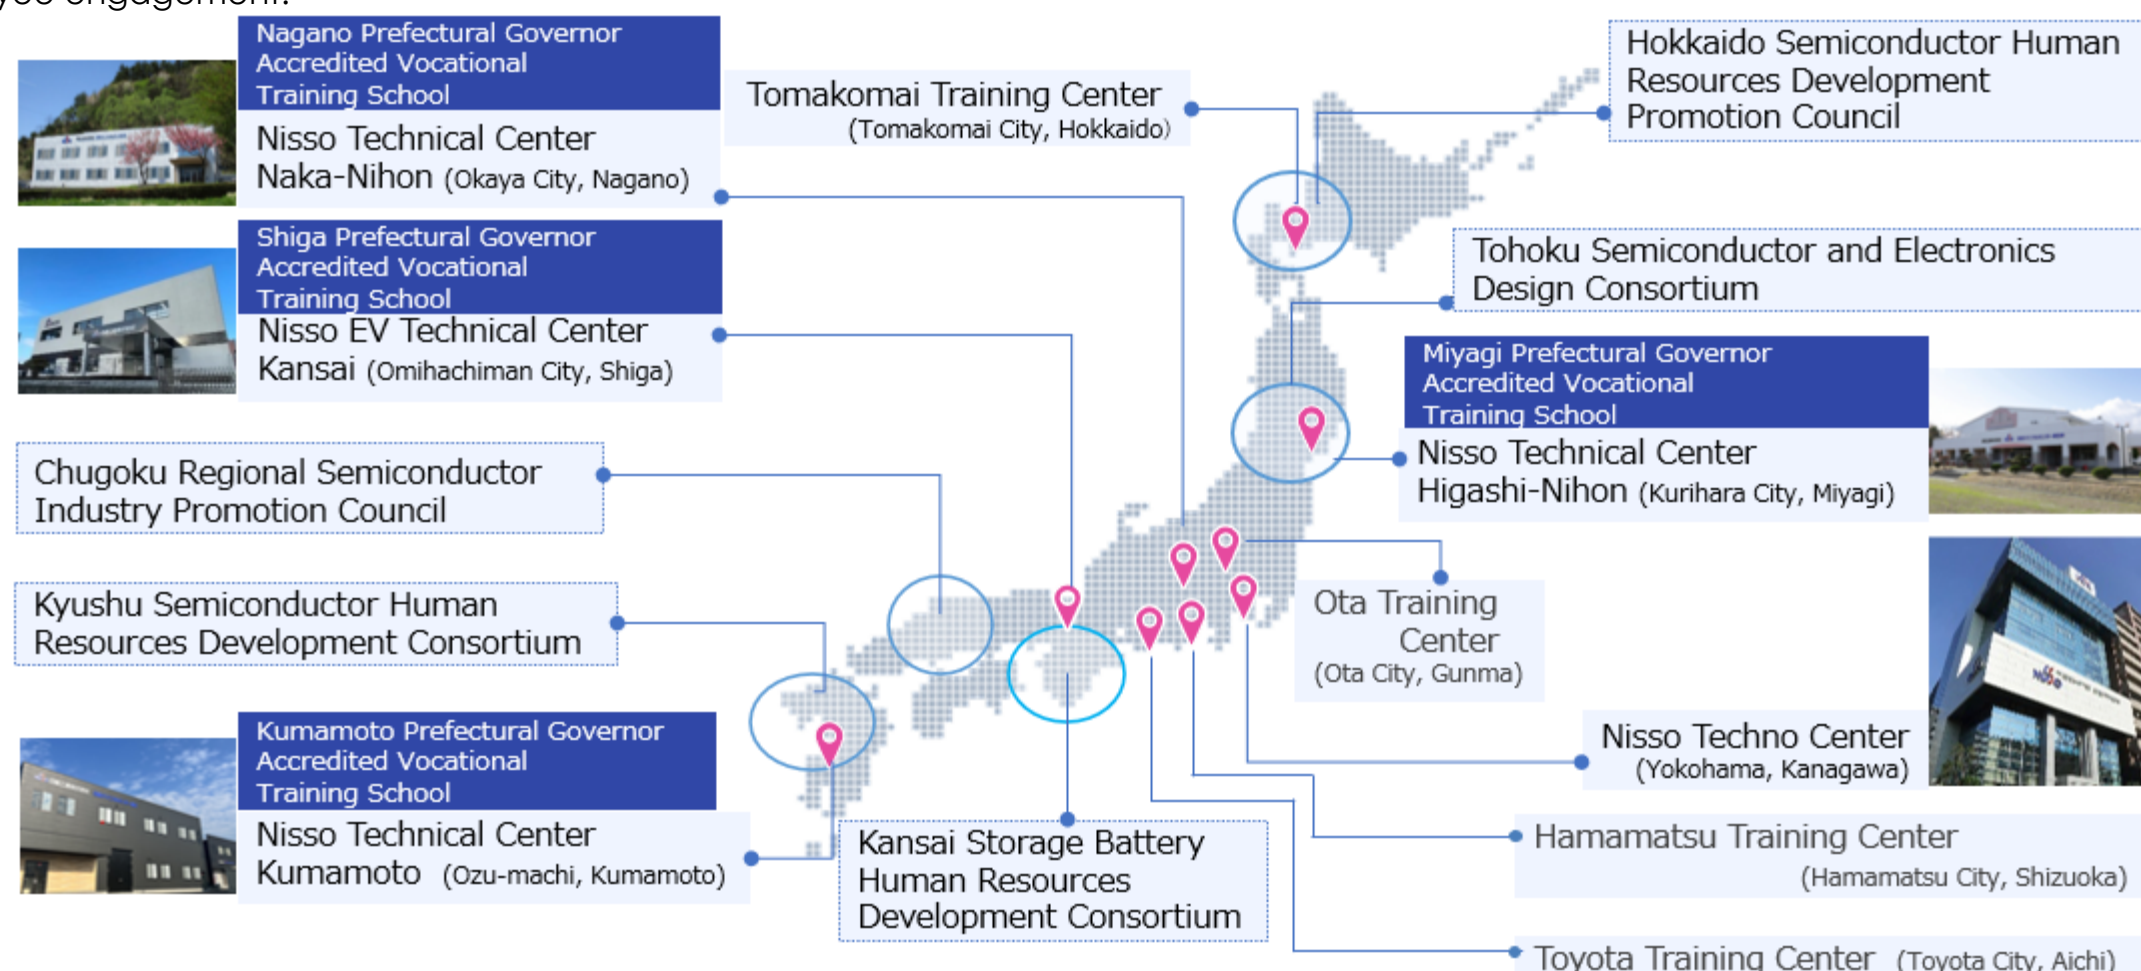 Nagano Prefectural Governor
Accredited Vocational
Training School
Nisso Technical Center
Naka-Nihon (Okaya City, Nagano)
Tomakomai Training Center
(Tomakomai City, Hokkaido)
Hokkaido Semiconductor Human
Resources Development
Promotion Council
Shiga Prefectural Governor
Accredited Vocational
Training School
Nisso EV Technical Center
Kansai (Omihachiman City, Shiga)
Tohoku Semiconductor and Electronics
Design Consortium
Miyagi Prefectural Governor
Accredited Vocational
Training School
Nisso Technical Center
Higashi-Nihon (Kurihara City, Miyagi)
Chugoku Regional Semiconductor
Industry Promotion Council
Kyushu Semiconductor Human
Resources Development Consortium
Ota Training
Center
(Ota City, Gunma)
Kumamoto Prefectural Governor
Accredited Vocational
Training School
Nisso Technical Center
Kumamoto (Ozu-machi, Kumamoto)
Kansai Storage Battery
Human Resources
Development Consortium
Nisso Techno Center
(Yokohama, Kanagawa)
Hamamatsu Training Center
(Hamamatsu City, Shizuoka)
Toyota Training Center (Toyota City, Aichi)